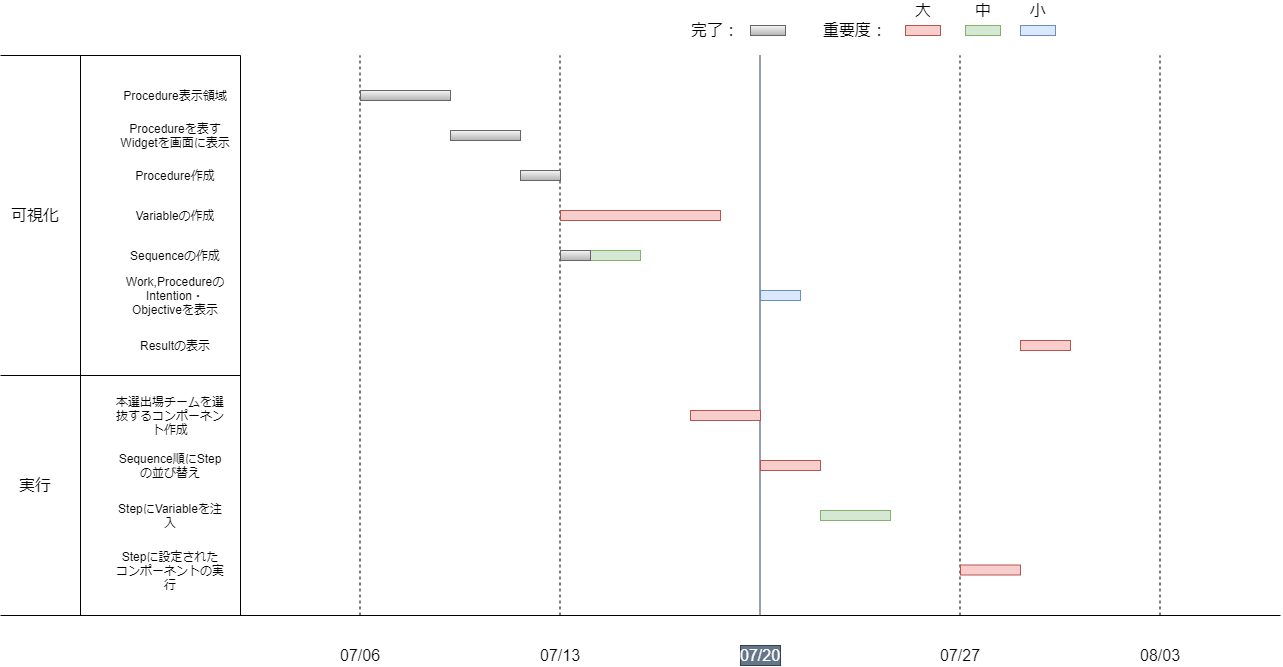 大 中 小
完了： 重要度：
可視化
Procedure表示領域
Procedureを表す
Widgetを画面に表示
Procedure作成
Variableの作成
Sequenceの作成
Work,Procedureの
Intention・
Objectiveを表示
Resultの表示
実行
本選出場チームを選
抜するコンポーネン
ト作成
Sequence順にStep
の並び替え
StepにVariableを注
入
Stepに設定された
コンポーネントの実
行
07/06 07/13 07/20 07/27 08/03